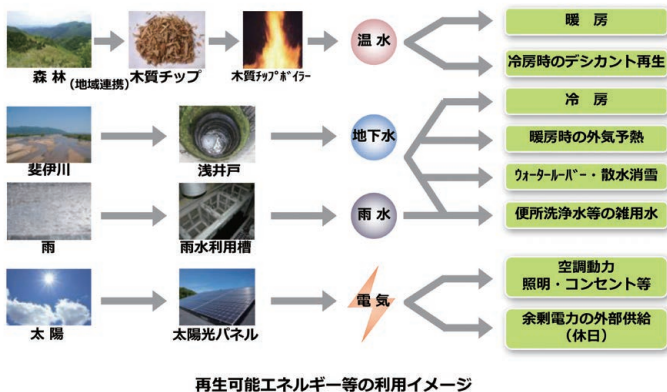 森 林
(地域連携)
木質チップ
木質ﾁｯﾌﾟﾎﾞｲﾗｰ
温 水
暖 房
冷房時のデシカント再生
斐伊川
浅井戸
地下水
冷 房
暖房時の外気予熱
ｳｫｰﾀｰﾙｰﾊﾞｰ・散水消雪
雨
雨水利用槽
雨 水
便所洗浄水等の雑用水
太 陽
太陽光パネル
電 気
空調動力
照明・コンセント等
余剰電力の外部供給
(休日)
再生可能エネルギー等の利用イメージ